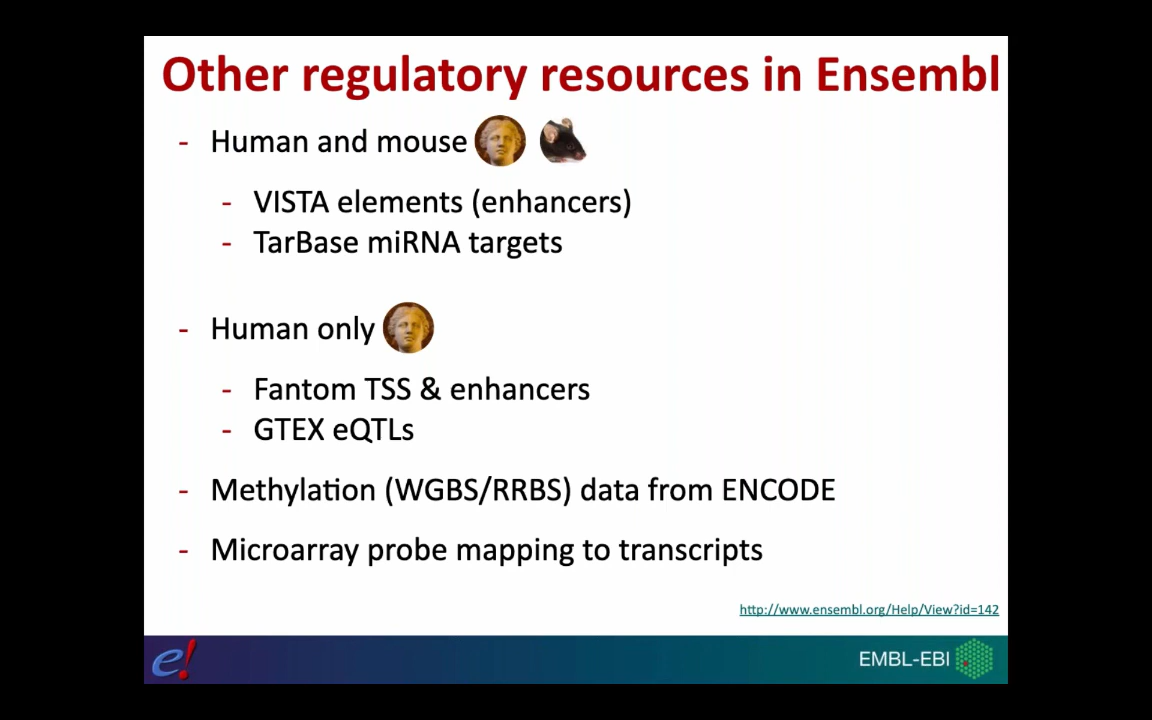 Other regulatory resources in Ensembl
- Human and mouse
- VISTA elements (enhancers)
- TarBase miRNA targets
- Human only
- Fantom TSS & enhancers
- GTEX eQTLs
- Methylation (WGBS/RRBS) data from ENCODE
- Microarray probe mapping to transcripts
http://www.ensembl.org/Help/View?id=142
e!
EMBL-EBI